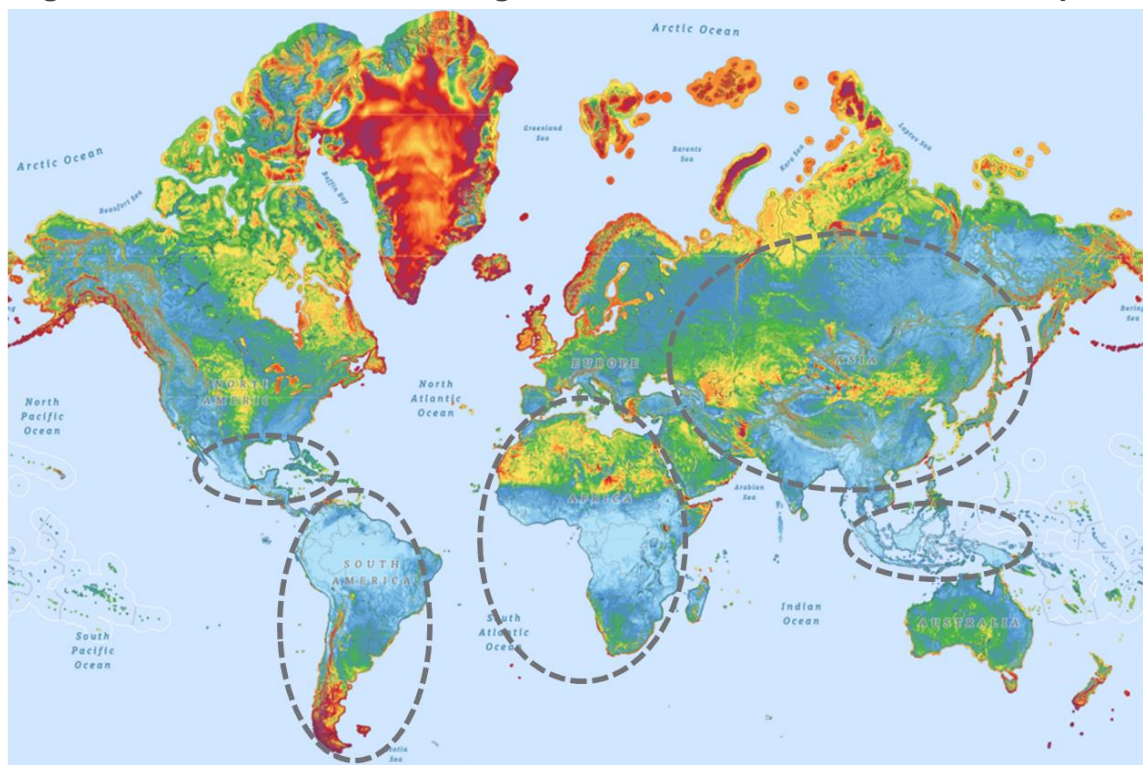 Arctic Ocean
Greenland
Sea
Barents
Sea
Kara Sea
Laptev Sea
Arctic Ocean
Beaufort Sea
Baffin Bay
Bering
Sea
EUROPE
ASIA
NORTH
AMERIC
North
Pacific
Ocean
North
Atlantic
Ocean
Arabian
Sea
AFRICA
SOUTH
AMERICA
South
Atlantic
Ocean
Indian
Ocean
AUSTRALIA
South
Pacific
Ocean
Sea